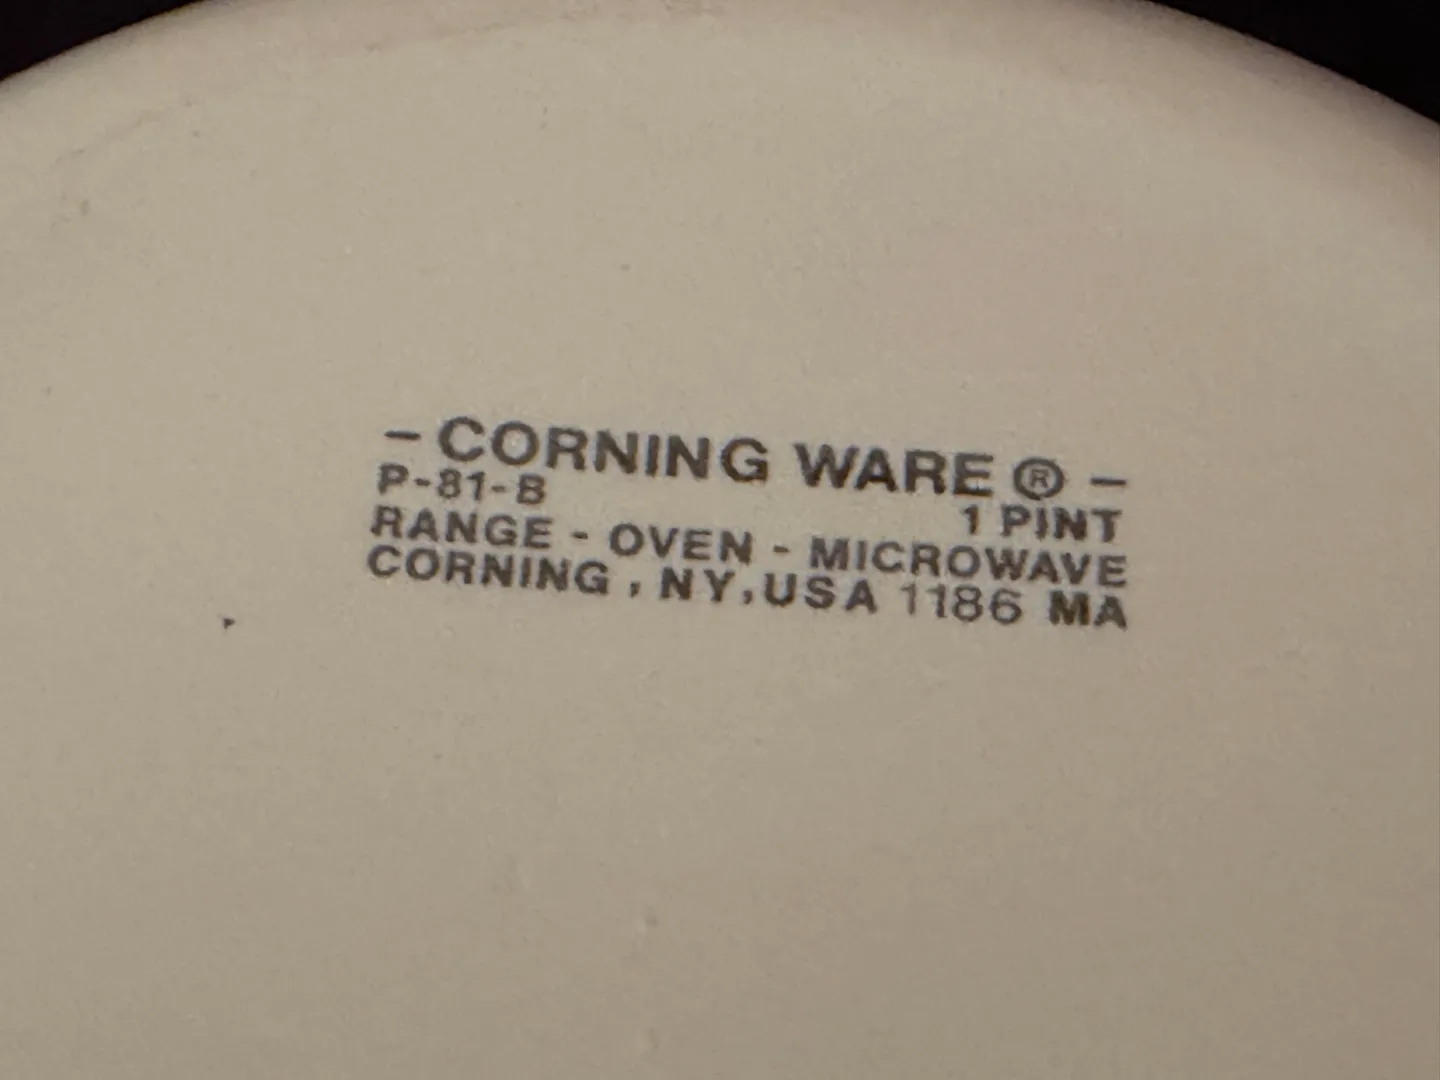 - CORNING WARE ® -
P-81-B 1 PINT
RANGE - OVEN - MICROWAVE
CORNING, NY, USA 1186 MA